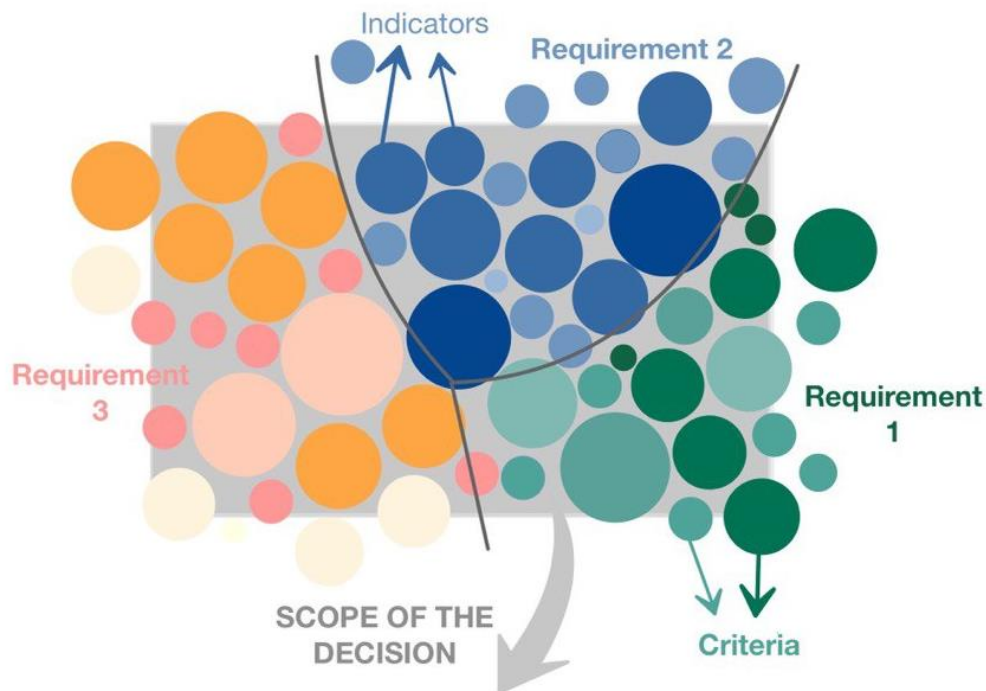 Indicators
Requirement 2
Requirement
3
Requirement
1
SCOPE OF THE
DECISION
Criteria